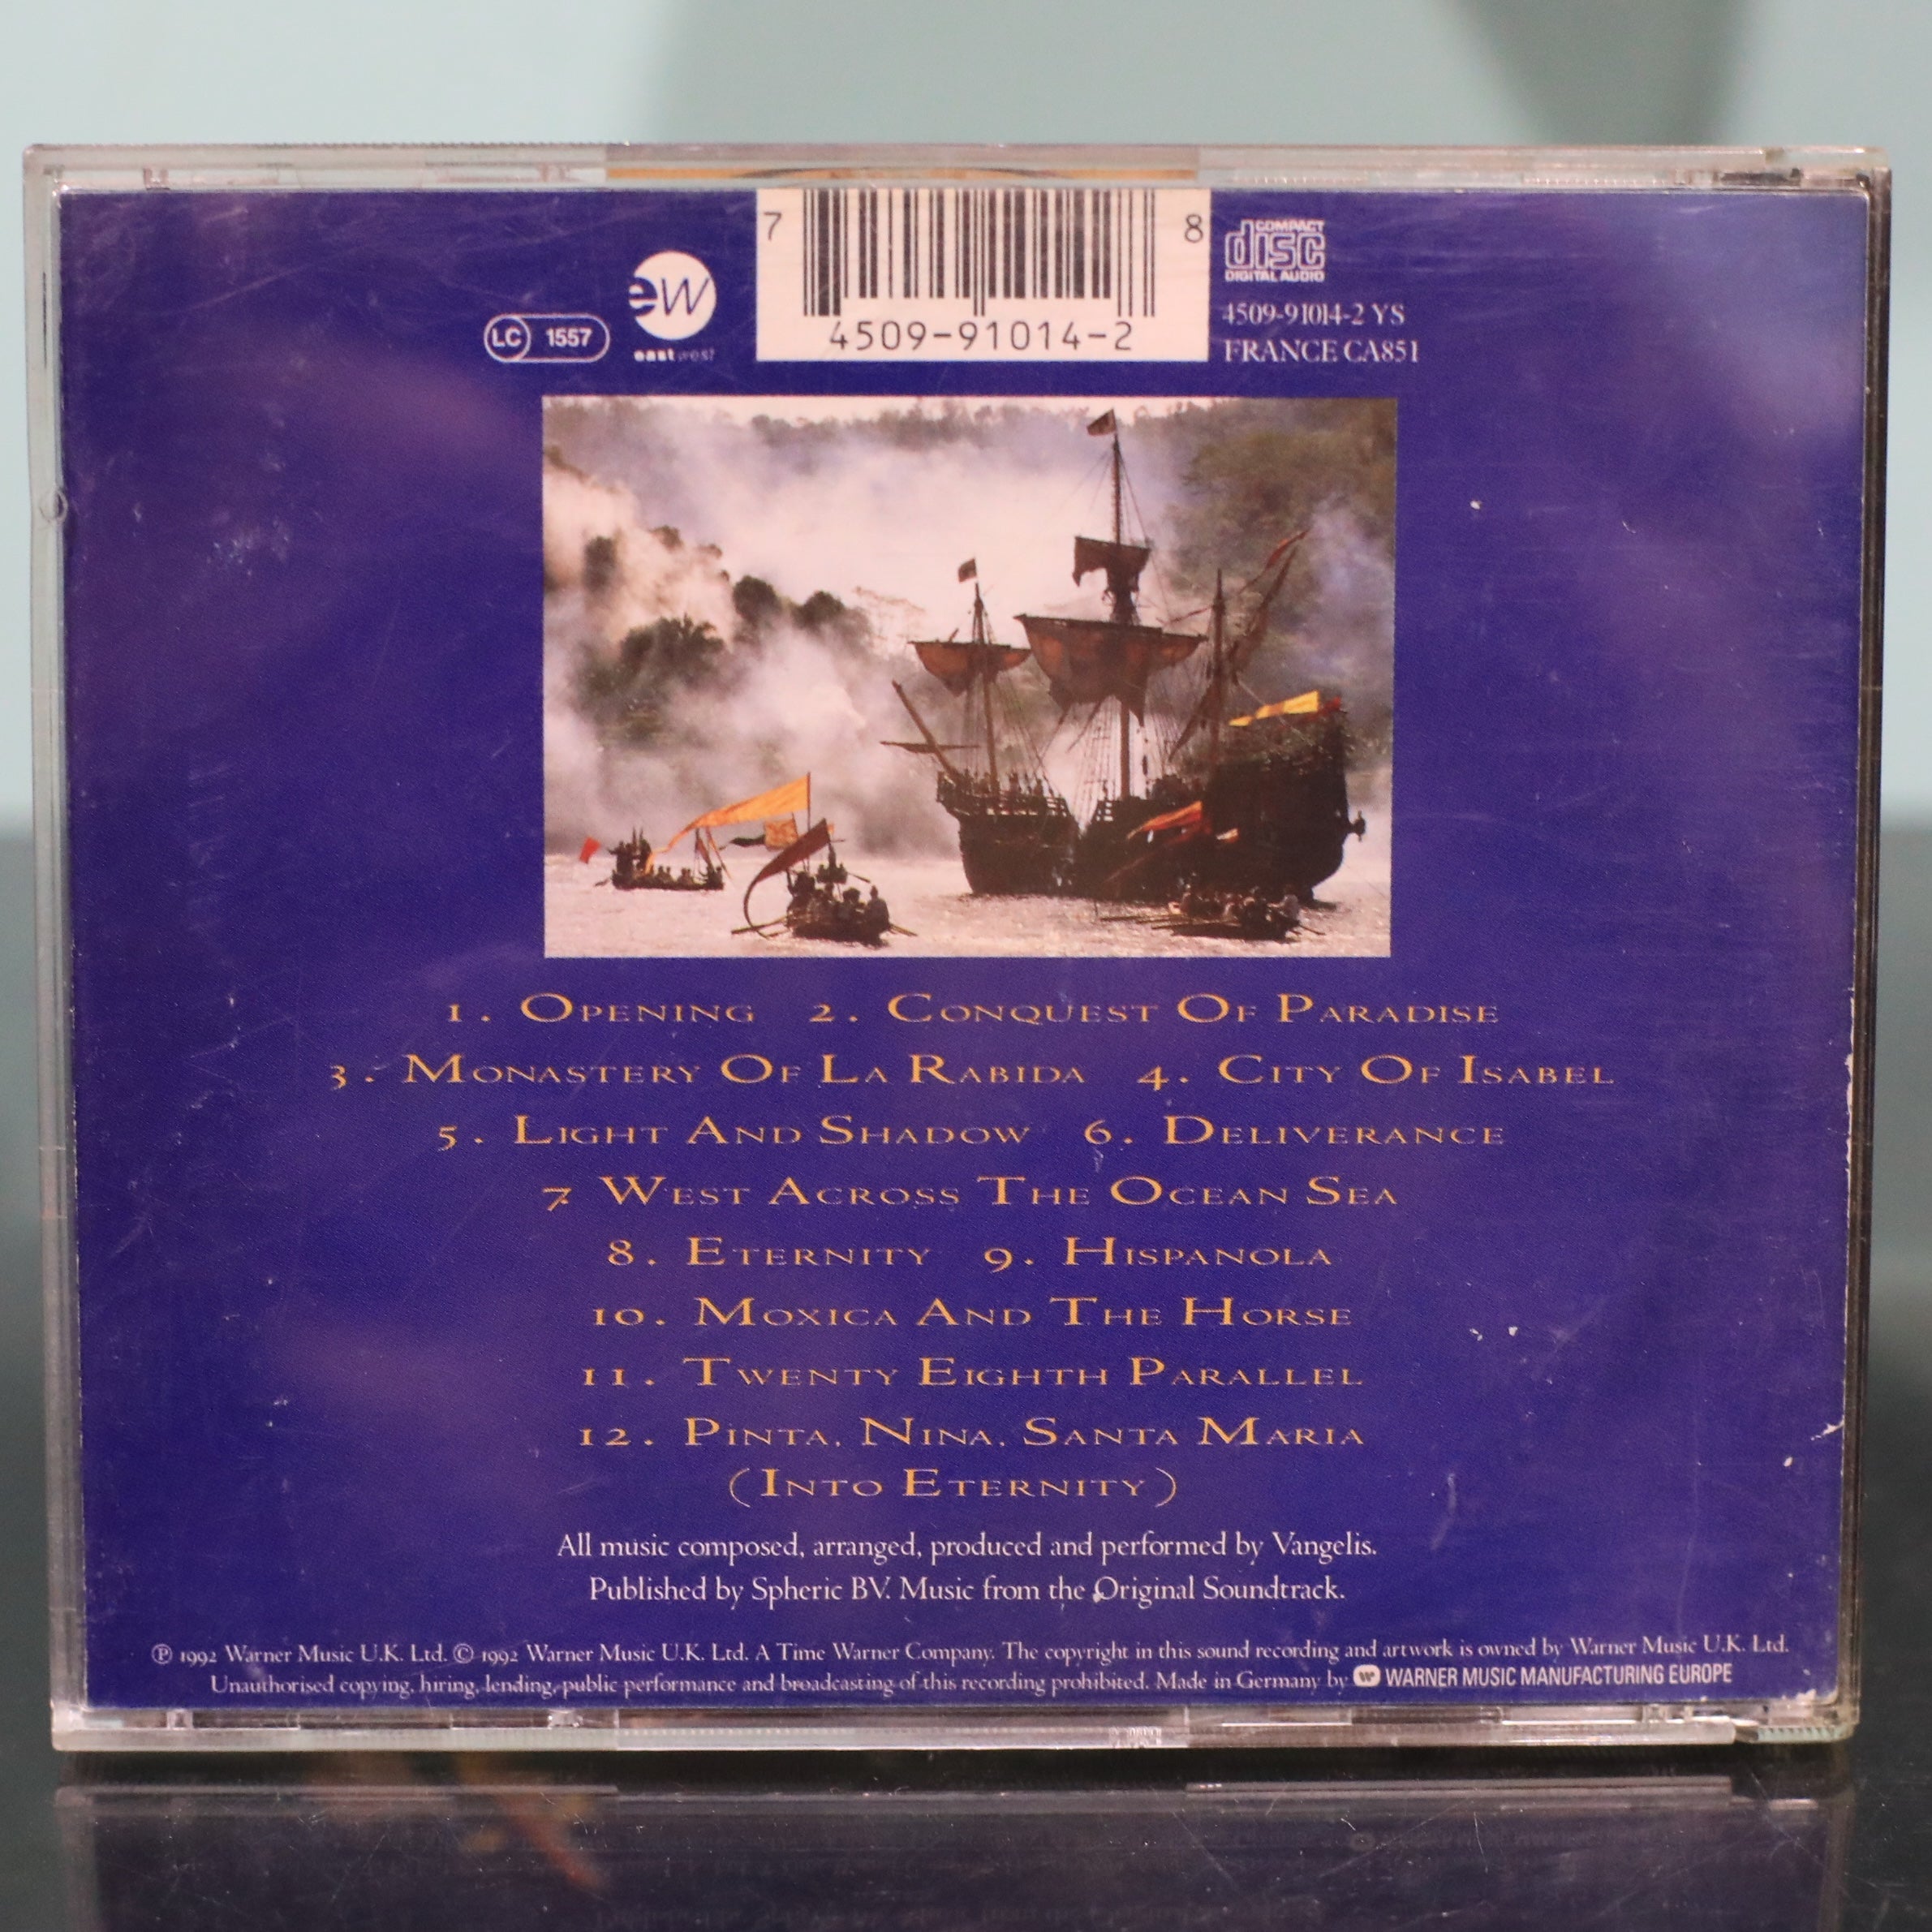 7 8
4509-91014-2
COMPACT
disc
DIGITAL AUDIO
LC 1557
ew
eastwest
4509-91014-2 YS
FRANCE CA851
1. OPENING 2. CONQUEST OF PARADISE
3. MONASTERY OF LA RABIDA 4. CITY OF ISABEL
5. LIGHT AND SHADOW 6. DELIVERANCE
7 WEST ACROSS THE OCEAN SEA
8. ETERNITY 9. HISPANOLA
10. MOXICA AND THE HORSE
11. TWENTY EIGHTH PARALLEL
12. PINTA, NINA, SANTA MARIA
(INTO ETERNITY)
All music composed, arranged, produced and performed by Vangelis.
Published by Spheric BV. Music from the Original Soundtrack.
℗ 1992 Warner Music U.K. Ltd. © 1992 Warner Music U.K. Ltd. A Time Warner Company. The copyright in this sound recording and artwork is owned by Warner Music U.K. Ltd.
Unauthorised copying, hiring, lending, public performance and broadcasting of this recording prohibited. Made in Germany by WARNER MUSIC MANUFACTURING EUROPE